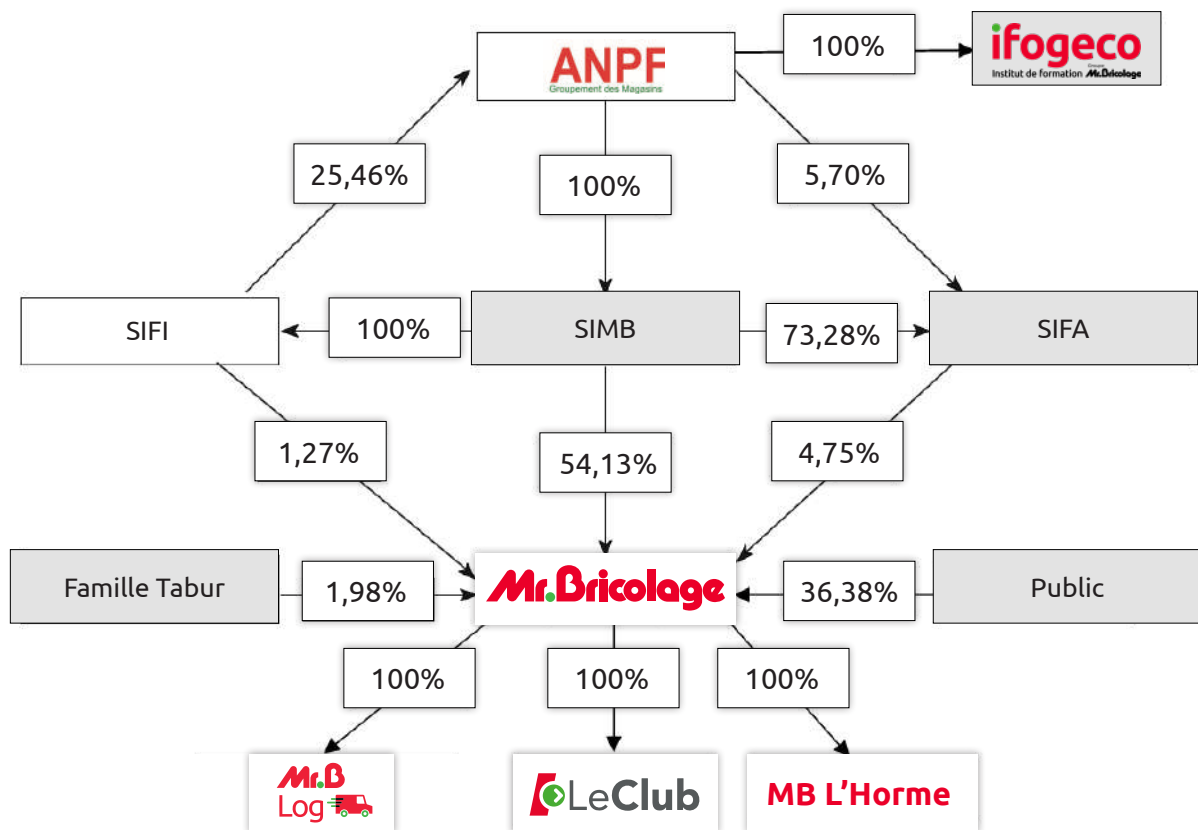 100%
ifogeco
ANPF
Groupement des Magasins
Groupe
Institut de formation Mr.Bricolage
25,46%
100%
5,70%
SIFI
100%
SIMB
73,28%
SIFA
1,27%
54,13%
4,75%
Famille Tabur
1,98%
Mr.Bricolage
36,38%
Public
100%
100%
100%
Mr.B
Log
LeClub
MB L'Horme